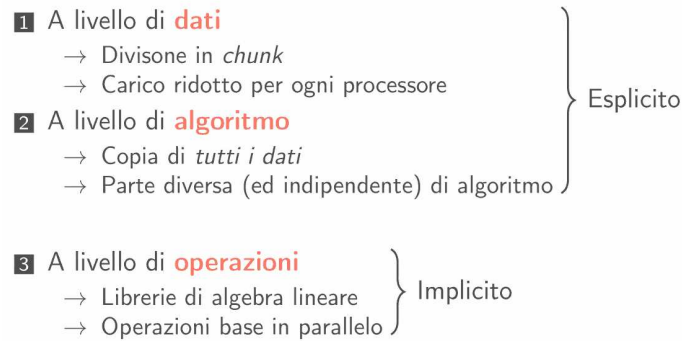 1 A livello di dati
→ Divisone in chunk
→ Carico ridotto per ogni processore
2 A livello di algoritmo
→ Copia di tutti i dati
→ Parte diversa (ed indipendente) di algoritmo
Esplicito
3 A livello di operazioni
→ Librerie di algebra lineare
→ Operazioni base in parallelo
Implicito